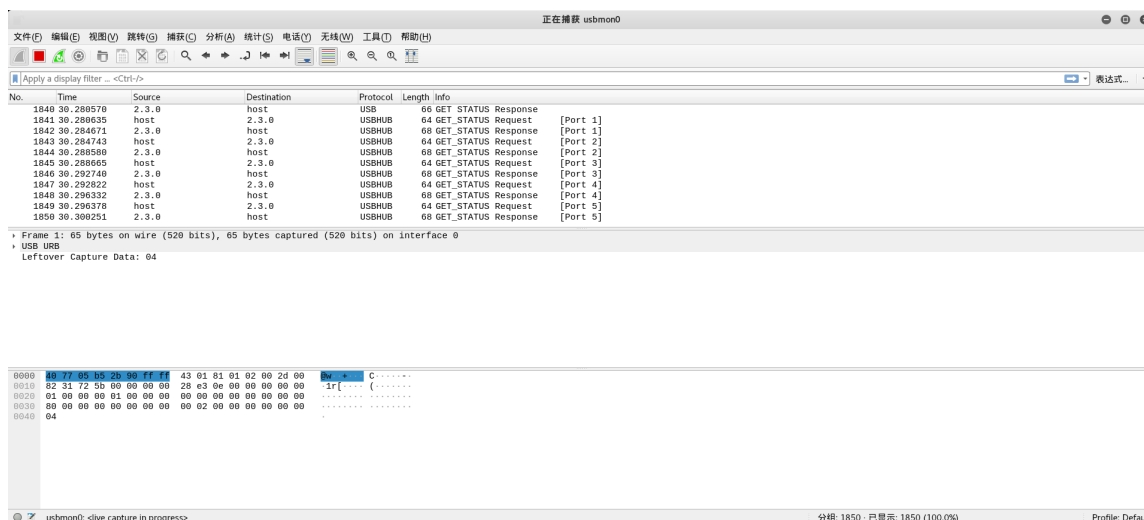 正在捕获 usbmon0
文件(F) 编辑(E) 视图(V) 跳转(G) 捕获(C) 分析(A) 统计(S) 电话(Y) 无线(W) 工具(T) 帮助(H)
Apply a display filter ... <Ctrl-/> 表达式...
No. Time Source Destination Protocol Length Info
1840 30.280570 2.3.0 host USB 66 GET STATUS Response
1841 30.280635 host 2.3.0 USBHUB 64 GET_STATUS Request [Port 1]
1842 30.284671 2.3.0 host USBHUB 68 GET_STATUS Response [Port 1]
1843 30.284743 host 2.3.0 USBHUB 64 GET_STATUS Request [Port 2]
1844 30.288580 2.3.0 host USBHUB 68 GET_STATUS Response [Port 2]
1845 30.288665 host 2.3.0 USBHUB 64 GET_STATUS Request [Port 3]
1846 30.292740 2.3.0 host USBHUB 68 GET_STATUS Response [Port 3]
1847 30.292822 host 2.3.0 USBHUB 64 GET_STATUS Request [Port 4]
1848 30.296332 2.3.0 host USBHUB 68 GET_STATUS Response [Port 4]
1849 30.296378 host 2.3.0 USBHUB 64 GET_STATUS Request [Port 5]
1850 30.300251 2.3.0 host USBHUB 68 GET_STATUS Response [Port 5]
Frame 1: 65 bytes on wire (520 bits), 65 bytes captured (520 bits) on interface 0
USB URB
Leftover Capture Data: 04
0000 40 77 05 b5 2b 90 ff ff 43 01 81 01 02 00 2d 00 @w··+··· C·····-·
0010 82 31 72 5b 00 00 00 00 28 e3 0e 00 00 00 00 00 ·1r[···· (·······
0020 01 00 00 00 01 00 00 00 00 00 00 00 00 00 00 00 ········ ········
0030 80 00 00 00 00 00 00 00 00 02 00 00 00 00 00 00 ········ ········
0040 04 ·
usbmon0: <live capture in progress> 分组: 1850 · 已显示: 1850 (100.0%) Profile: Defau